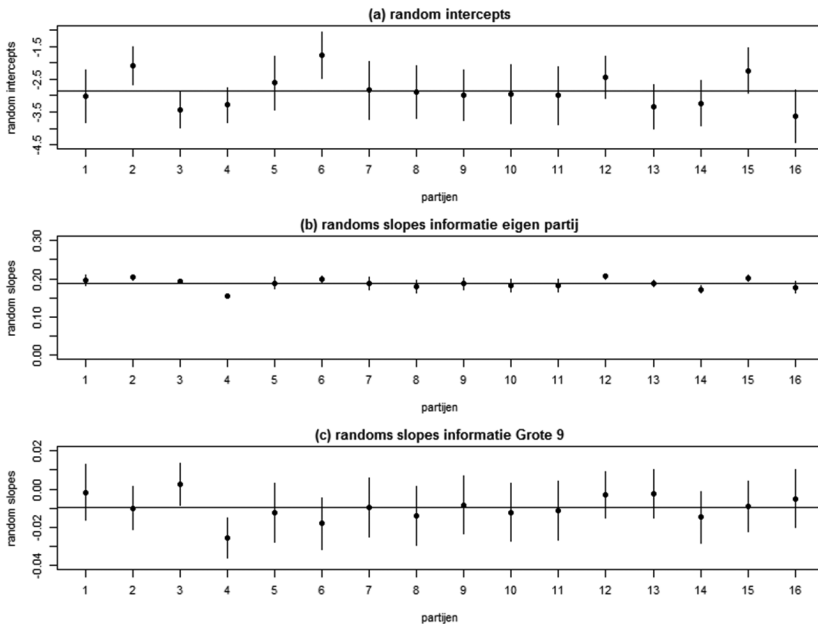 (a) random intercepts
random intercepts
-1.5
-2.5
-3.5
-4.5
1 2 3 4 5 6 7 8 9 10 11 12 13 14 15 16
partijen
(b) randoms slopes informatie eigen partij
random slopes
0.30
0.20
0.10
0.00
1 2 3 4 5 6 7 8 9 10 11 12 13 14 15 16
partijen
(c) randoms slopes informatie Grote 9
random slopes
0.02
0.00
-0.02
-0.04
1 2 3 4 5 6 7 8 9 10 11 12 13 14 15 16
partijen